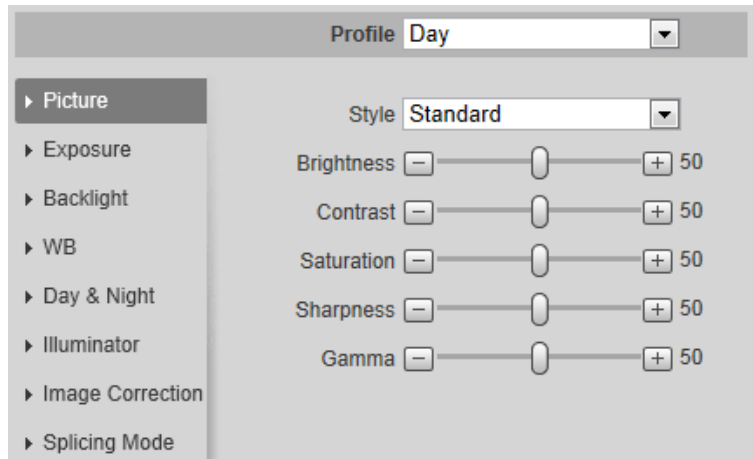 Profile Day
Picture
Exposure
Backlight
WB
Day & Night
Illuminator
Image Correction
Splicing Mode
Style Standard
Brightness − + 50
Contrast − + 50
Saturation − + 50
Sharpness − + 50
Gamma − + 50